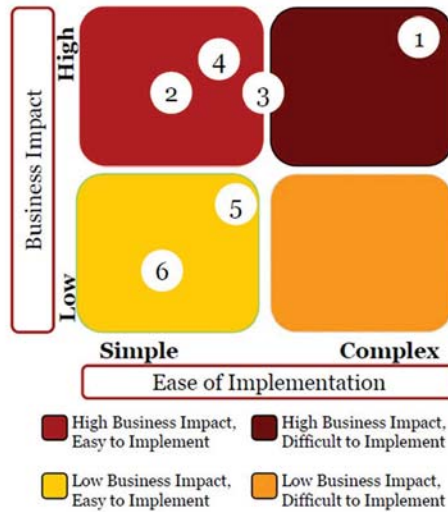 High
1
4
2
3
Business Impact
5
6
Low
Simple
Complex
Ease of Implementation
High Business Impact,
Easy to Implement
High Business Impact,
Difficult to Implement
Low Business Impact,
Easy to Implement
Low Business Impact,
Difficult to Implement